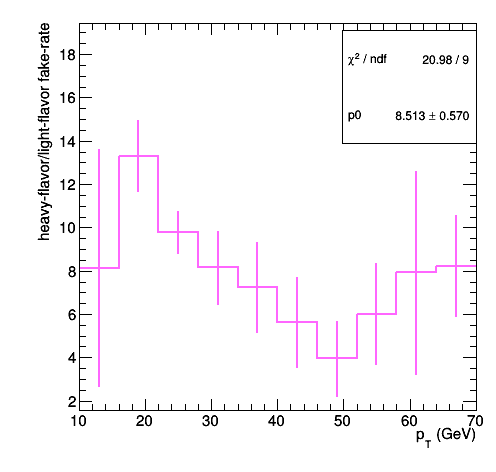 heavy-flavor/light-flavor fake-rate
χ² / ndf 20.98 / 9
p0 8.513 ± 0.570
18
16
14
12
10
8
6
4
2
10 20 30 40 50 60 70
p_T (GeV)